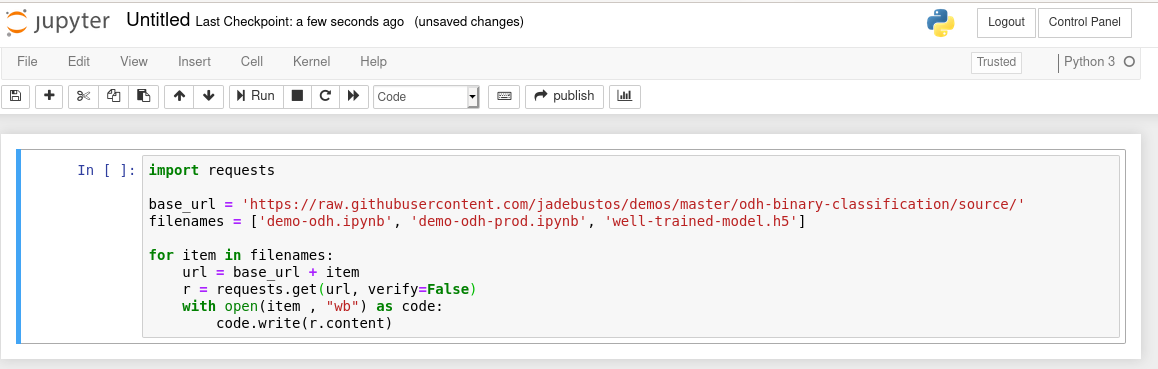 jupyter Untitled Last Checkpoint: a few seconds ago (unsaved changes) Logout Control Panel
File Edit View Insert Cell Kernel Help Trusted Python 3
Run Code publish
In [ ]: import requests
base_url = 'https://raw.githubusercontent.com/jadebustos/demos/master/odh-binary-classification/source/'
filenames = ['demo-odh.ipynb', 'demo-odh-prod.ipynb', 'well-trained-model.h5']
for item in filenames:
    url = base_url + item
    r = requests.get(url, verify=False)
    with open(item , "wb") as code:
        code.write(r.content)